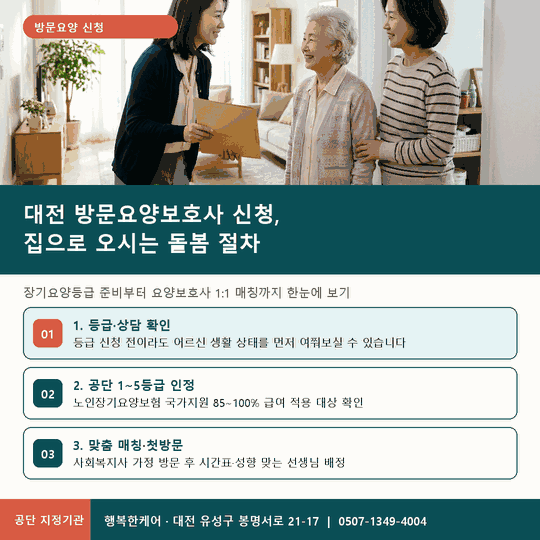 방문요양 신청
대전 방문요양보호사 신청,
집으로 오시는 돌봄 절차
장기요양등급 준비부터 요양보호사 1:1 매칭까지 한눈에 보기
01
1. 등급·상담 확인
등급 신청 전이라도 어르신 생활 상태를 먼저 여쭤보실 수 있습니다
02
2. 공단 1~5등급 인정
노인장기요양보험 국가지원 85~100% 급여 적용 대상 확인
03
3. 맞춤 매칭·첫방문
사회복지사 가정 방문 후 시간표·성향 맞는 선생님 배정
공단 지정기관
행복한케어 · 대전 유성구 봉명서로 21-17 | 0507-1349-4004